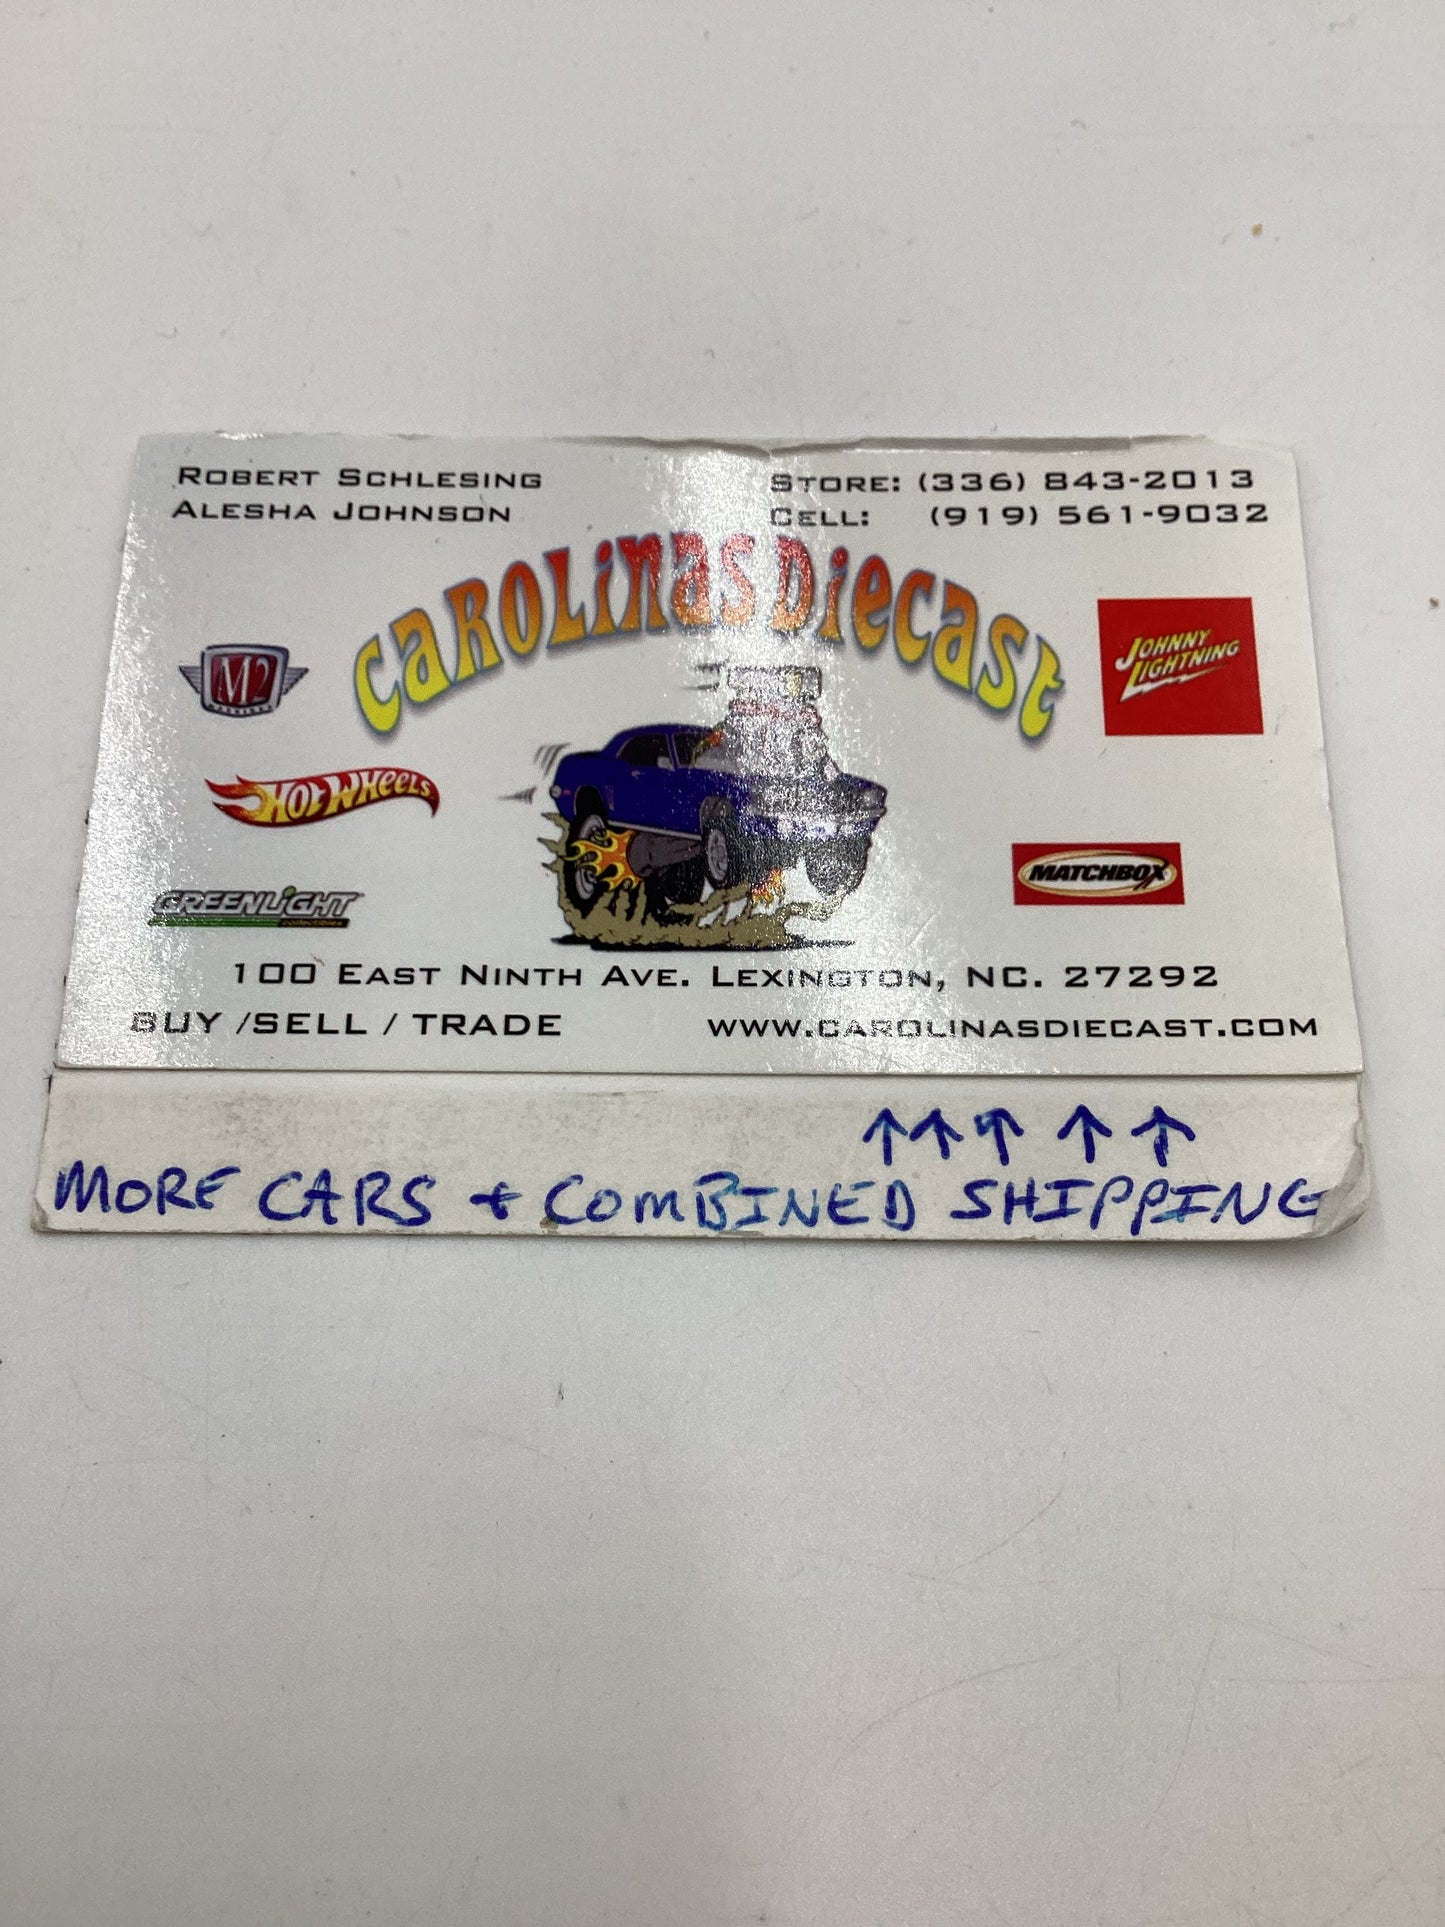 ROBERT SCHLESING
ALESHA JOHNSON
STORE: (336) 843-2013
CELL: (919) 561-9032
CAROLiNAS DiECAST
M2
MACHINES
JOHNNY
LIGHTNING
HOT WHEELS
MATCHBOX
GREENLiGHT
collectibles
100 EAST NINTH AVE. LEXINGTON, NC. 27292
BUY /SELL / TRADE
WWW.CAROLINASDIECAST.COM
↑↑↑ ↑ ↑
MORE CARS + COMBINED SHIPPING